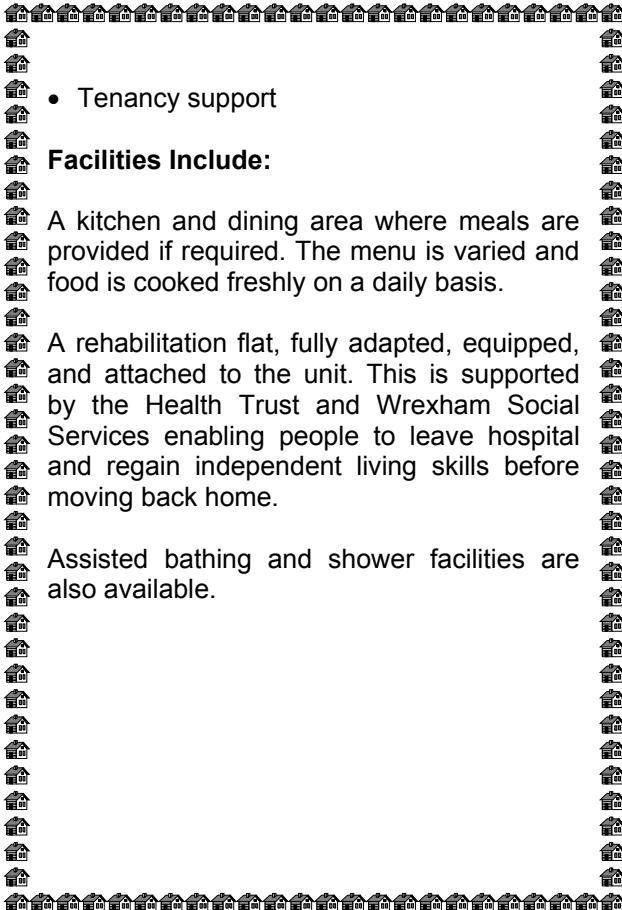 • Tenancy support
Facilities Include:
A kitchen and dining area where meals are
provided if required. The menu is varied and
food is cooked freshly on a daily basis.
A rehabilitation flat, fully adapted, equipped,
and attached to the unit. This is supported
by the Health Trust and Wrexham Social
Services enabling people to leave hospital
and regain independent living skills before
moving back home.
Assisted bathing and shower facilities are
also available.